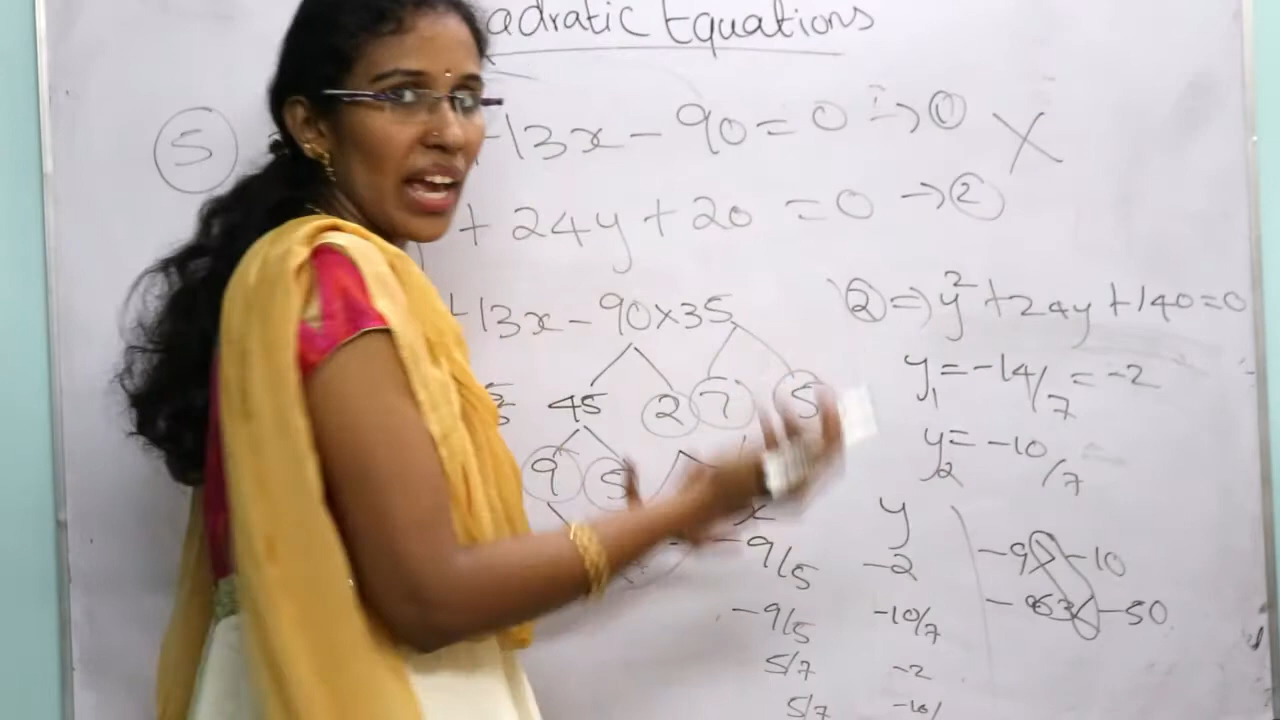 adratic Equations
5
13x - 90 = 0 → ① X
+ 24y + 20 = 0 → ②
+13x - 90 x 35
45 2 7 5
9 5
② ⇒ y² + 24y + 140 = 0
y₁ = -14/7 = -2
y₂ = -10/7
x y
-9/5 -2
-9/5 -10/7
5/7 -2
5/7 -10/
-9 -10
-63 -50